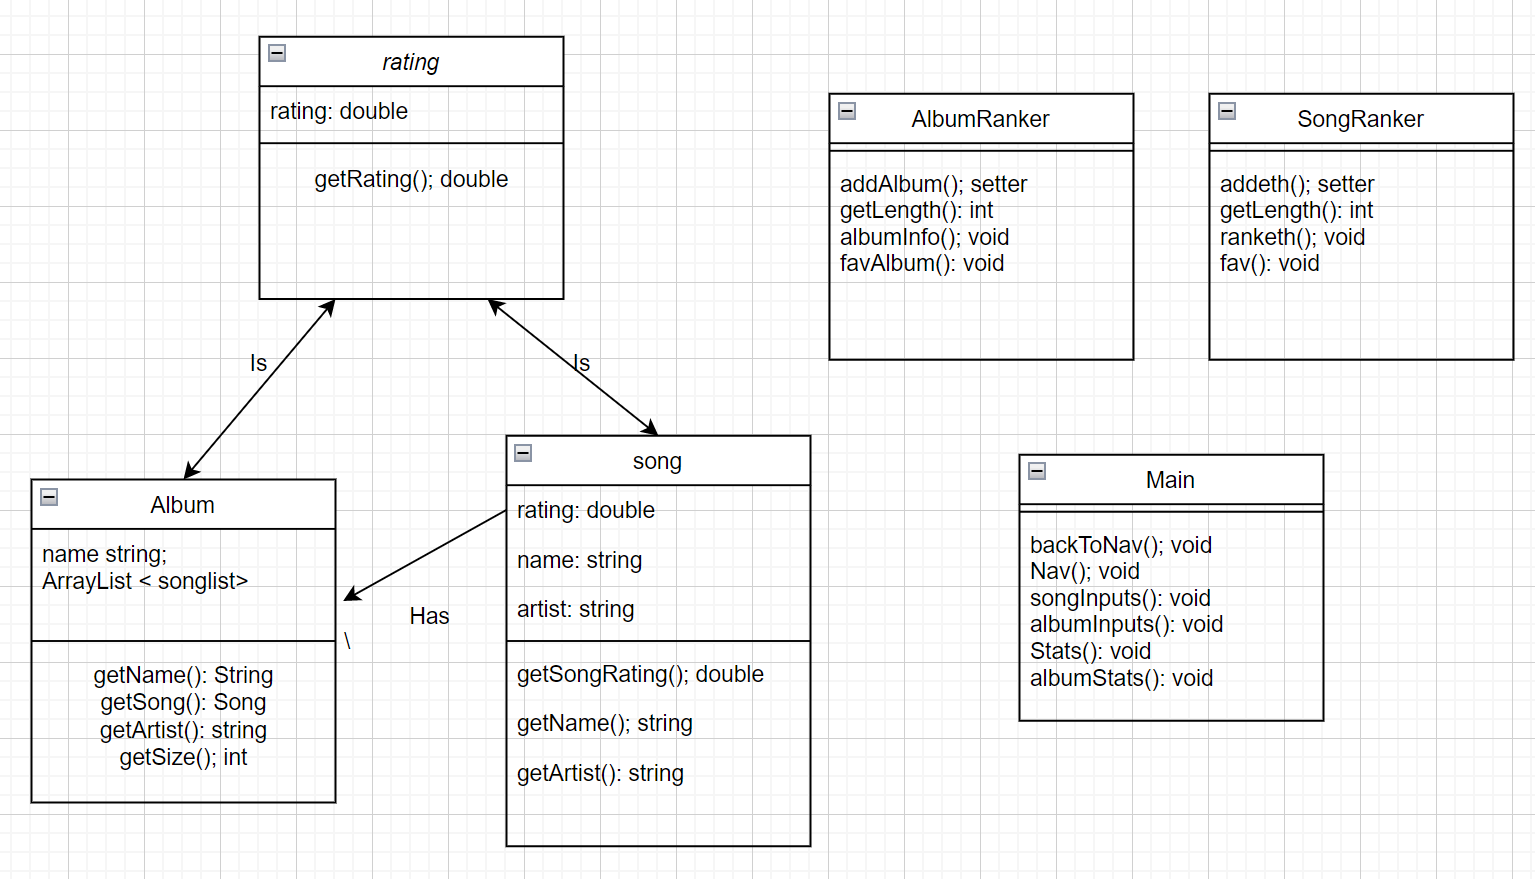 rating
rating: double
getRating(); double
AlbumRanker
addAlbum(); setter
getLength(): int
albumInfo(); void
favAlbum(): void
SongRanker
addeth(); setter
getLength(): int
ranketh(); void
fav(): void
Is
Is
Album
name string;
ArrayList < songlist>
getName(): String
getSong(): Song
getArtist(): string
getSize(); int
Has
\
song
rating: double
name: string
artist: string
getSongRating(); double
getName(); string
getArtist(): string
Main
backToNav(); void
Nav(); void
songInputs(): void
albumInputs(): void
Stats(): void
albumStats(): void